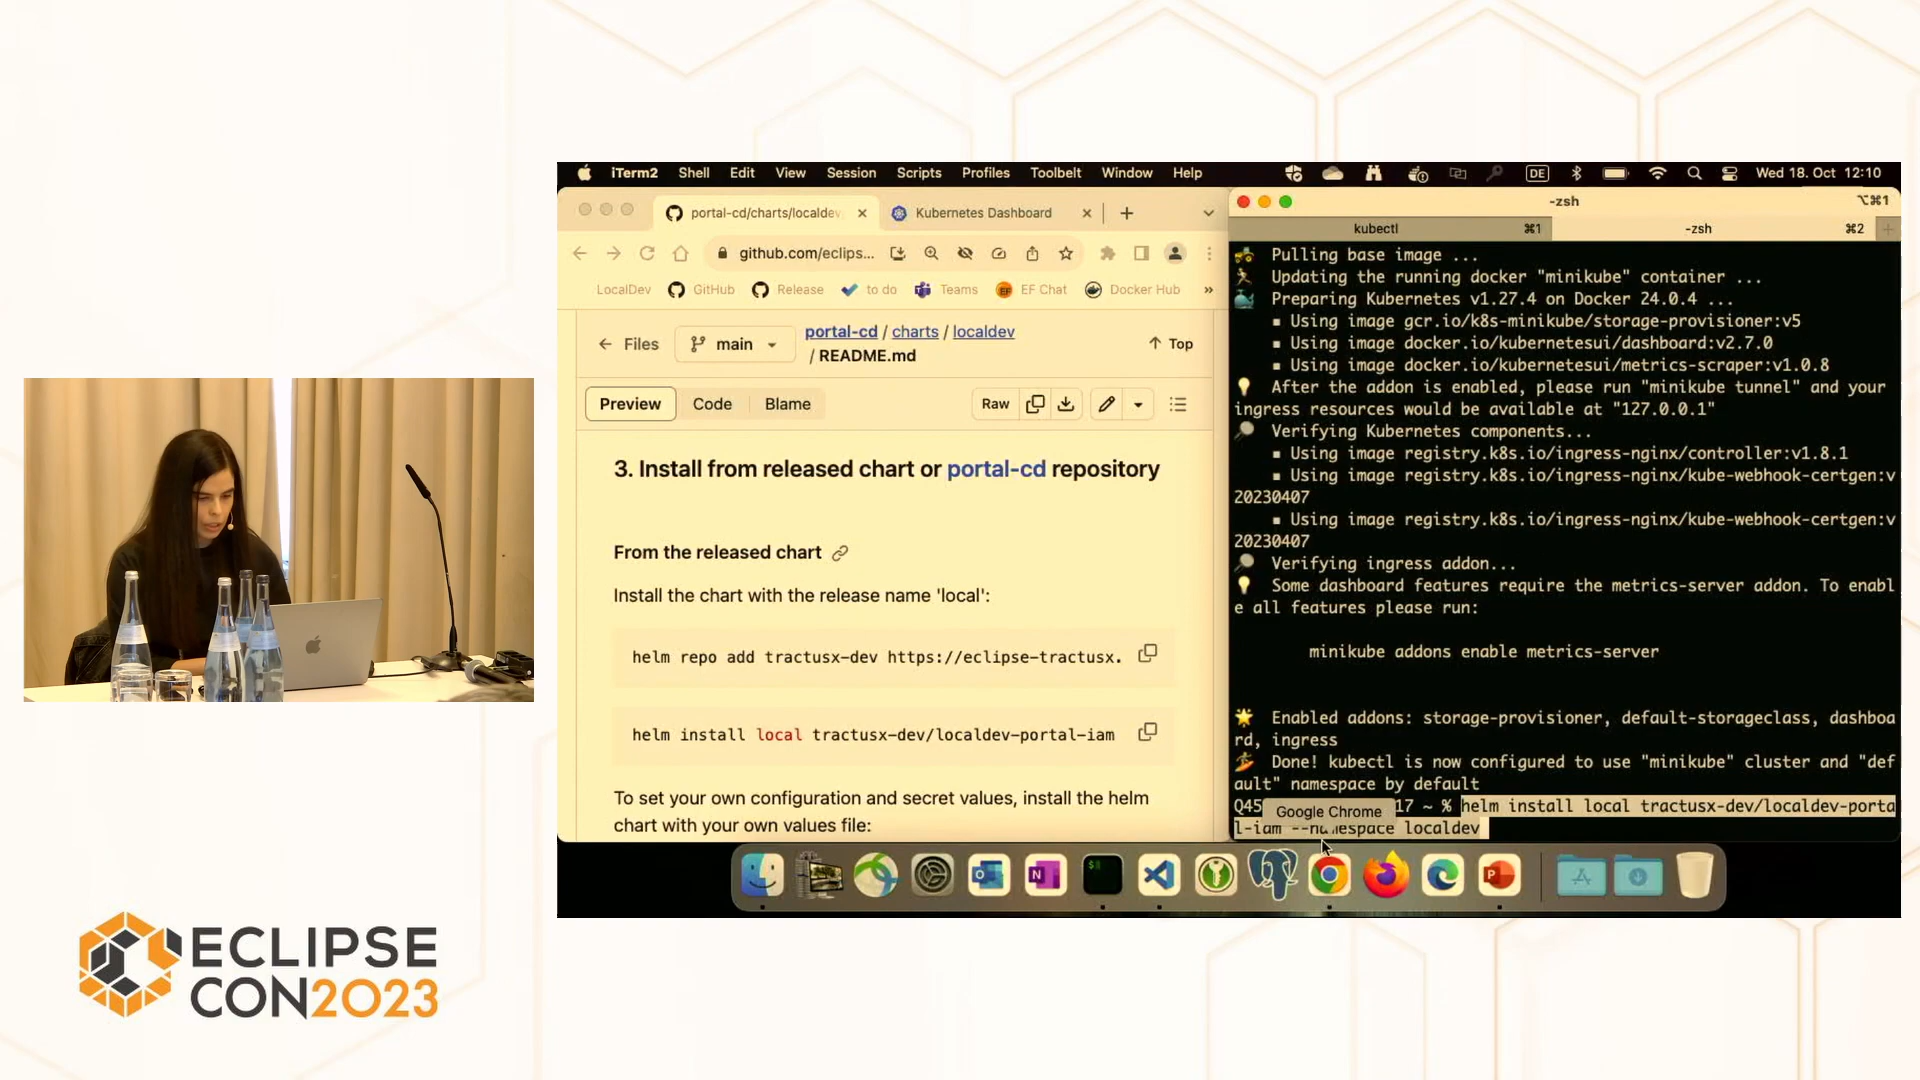 iTerm2 Shell Edit View Session Scripts Profiles Toolbelt Window Help DE Wed 18. Oct 12:10
portal-cd/charts/localdev
Kubernetes Dashboard
github.com/eclips...
LocalDev GitHub Release to do Teams EF Chat Docker Hub »
Files
main
portal-cd / charts / localdev
/ README.md
Top
Preview Code Blame Raw
3. Install from released chart or portal-cd repository
From the released chart
Install the chart with the release name 'local':
helm repo add tractusx-dev https://eclipse-tractusx.
helm install local tractusx-dev/localdev-portal-iam
To set your own configuration and secret values, install the helm
chart with your own values file:
-zsh ⌥⌘1
kubectl ⌘1 -zsh ⌘2
Pulling base image ...
Updating the running docker "minikube" container ...
Preparing Kubernetes v1.27.4 on Docker 24.0.4 ...
▪ Using image gcr.io/k8s-minikube/storage-provisioner:v5
▪ Using image docker.io/kubernetesui/dashboard:v2.7.0
▪ Using image docker.io/kubernetesui/metrics-scraper:v1.0.8
After the addon is enabled, please run "minikube tunnel" and your
ingress resources would be available at "127.0.0.1"
Verifying Kubernetes components...
▪ Using image registry.k8s.io/ingress-nginx/controller:v1.8.1
▪ Using image registry.k8s.io/ingress-nginx/kube-webhook-certgen:v
20230407
▪ Using image registry.k8s.io/ingress-nginx/kube-webhook-certgen:v
20230407
Verifying ingress addon...
Some dashboard features require the metrics-server addon. To enabl
e all features please run:
minikube addons enable metrics-server
Enabled addons: storage-provisioner, default-storageclass, dashboa
rd, ingress
Done! kubectl is now configured to use "minikube" cluster and "def
ault" namespace by default
Q45 17 ~ % helm install local tractusx-dev/localdev-porta
l-iam --namespace localdev
Google Chrome
ECLIPSE
CON2023